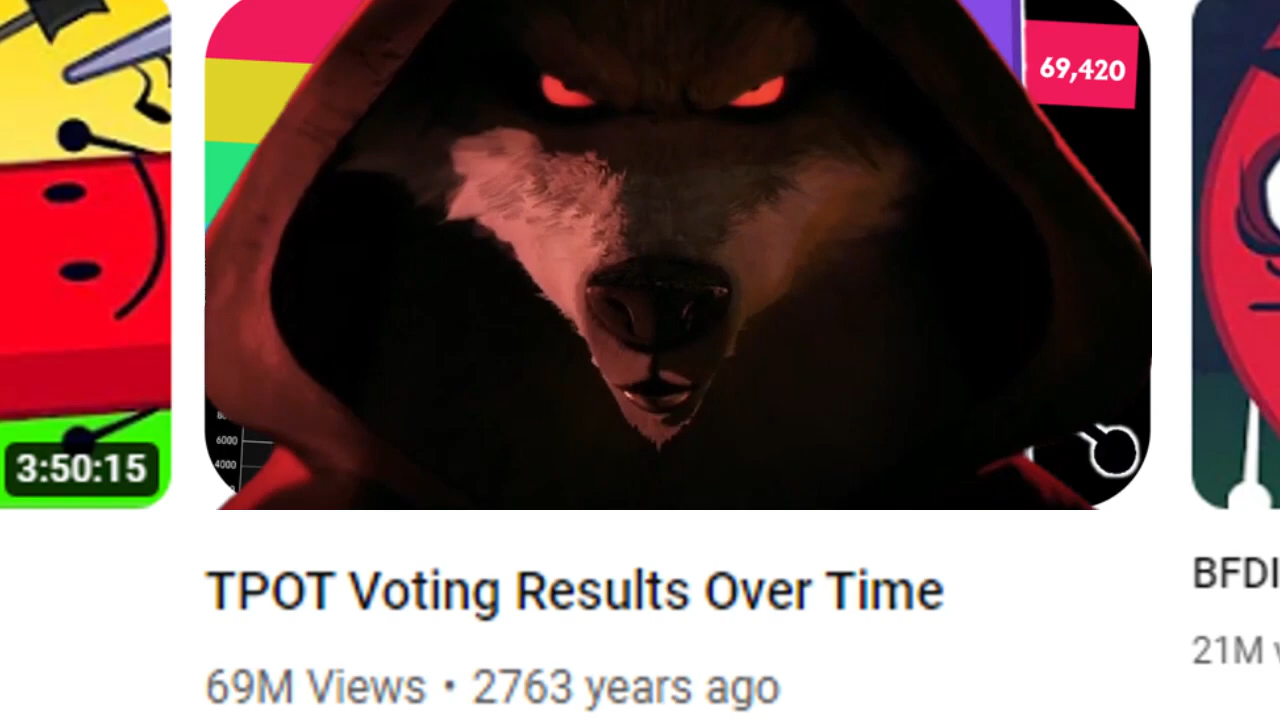 69,420
6000
4000
3:50:15
TPOT Voting Results Over Time
69M Views • 2763 years ago
BFDI
21M